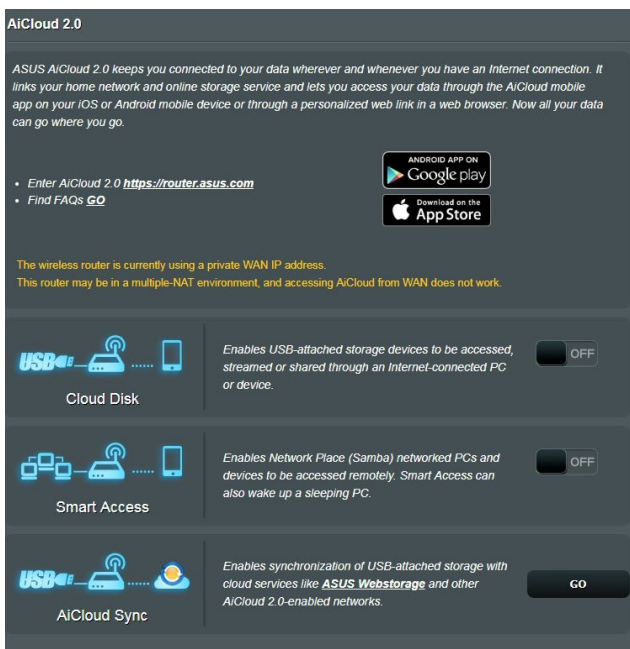 AiCloud 2.0
ASUS AiCloud 2.0 keeps you connected to your data wherever and whenever you have an Internet connection. It
links your home network and online storage service and lets you access your data through the AiCloud mobile
app on your iOS or Android mobile device or through a personalized web link in a web browser. Now all your data
can go where you go.
• Enter AiCloud 2.0 https://router.asus.com
• Find FAQs GO
ANDROID APP ON
Google play
Download on the
App Store
The wireless router is currently using a private WAN IP address.
This router may be in a multiple-NAT environment, and accessing AiCloud from WAN does not work.
USB
Cloud Disk
Enables USB-attached storage devices to be accessed,
streamed or shared through an Internet-connected PC
or device.
OFF
Smart Access
Enables Network Place (Samba) networked PCs and
devices to be accessed remotely. Smart Access can
also wake up a sleeping PC.
OFF
USB
AiCloud Sync
Enables synchronization of USB-attached storage with
cloud services like ASUS Webstorage and other
AiCloud 2.0-enabled networks.
GO